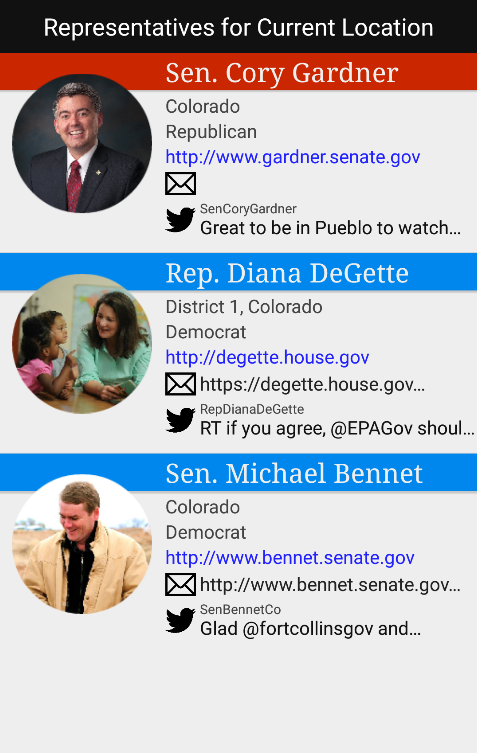 Representatives for Current Location
Sen. Cory Gardner
Colorado
Republican
http://www.gardner.senate.gov
SenCoryGardner
Great to be in Pueblo to watch...
Rep. Diana DeGette
District 1, Colorado
Democrat
http://degette.house.gov
https://degette.house.gov...
RepDianaDeGette
RT if you agree, @EPAGov shoul...
Sen. Michael Bennet
Colorado
Democrat
http://www.bennet.senate.gov
http://www.bennet.senate.gov...
SenBennetCo
Glad @fortcollinsgov and...